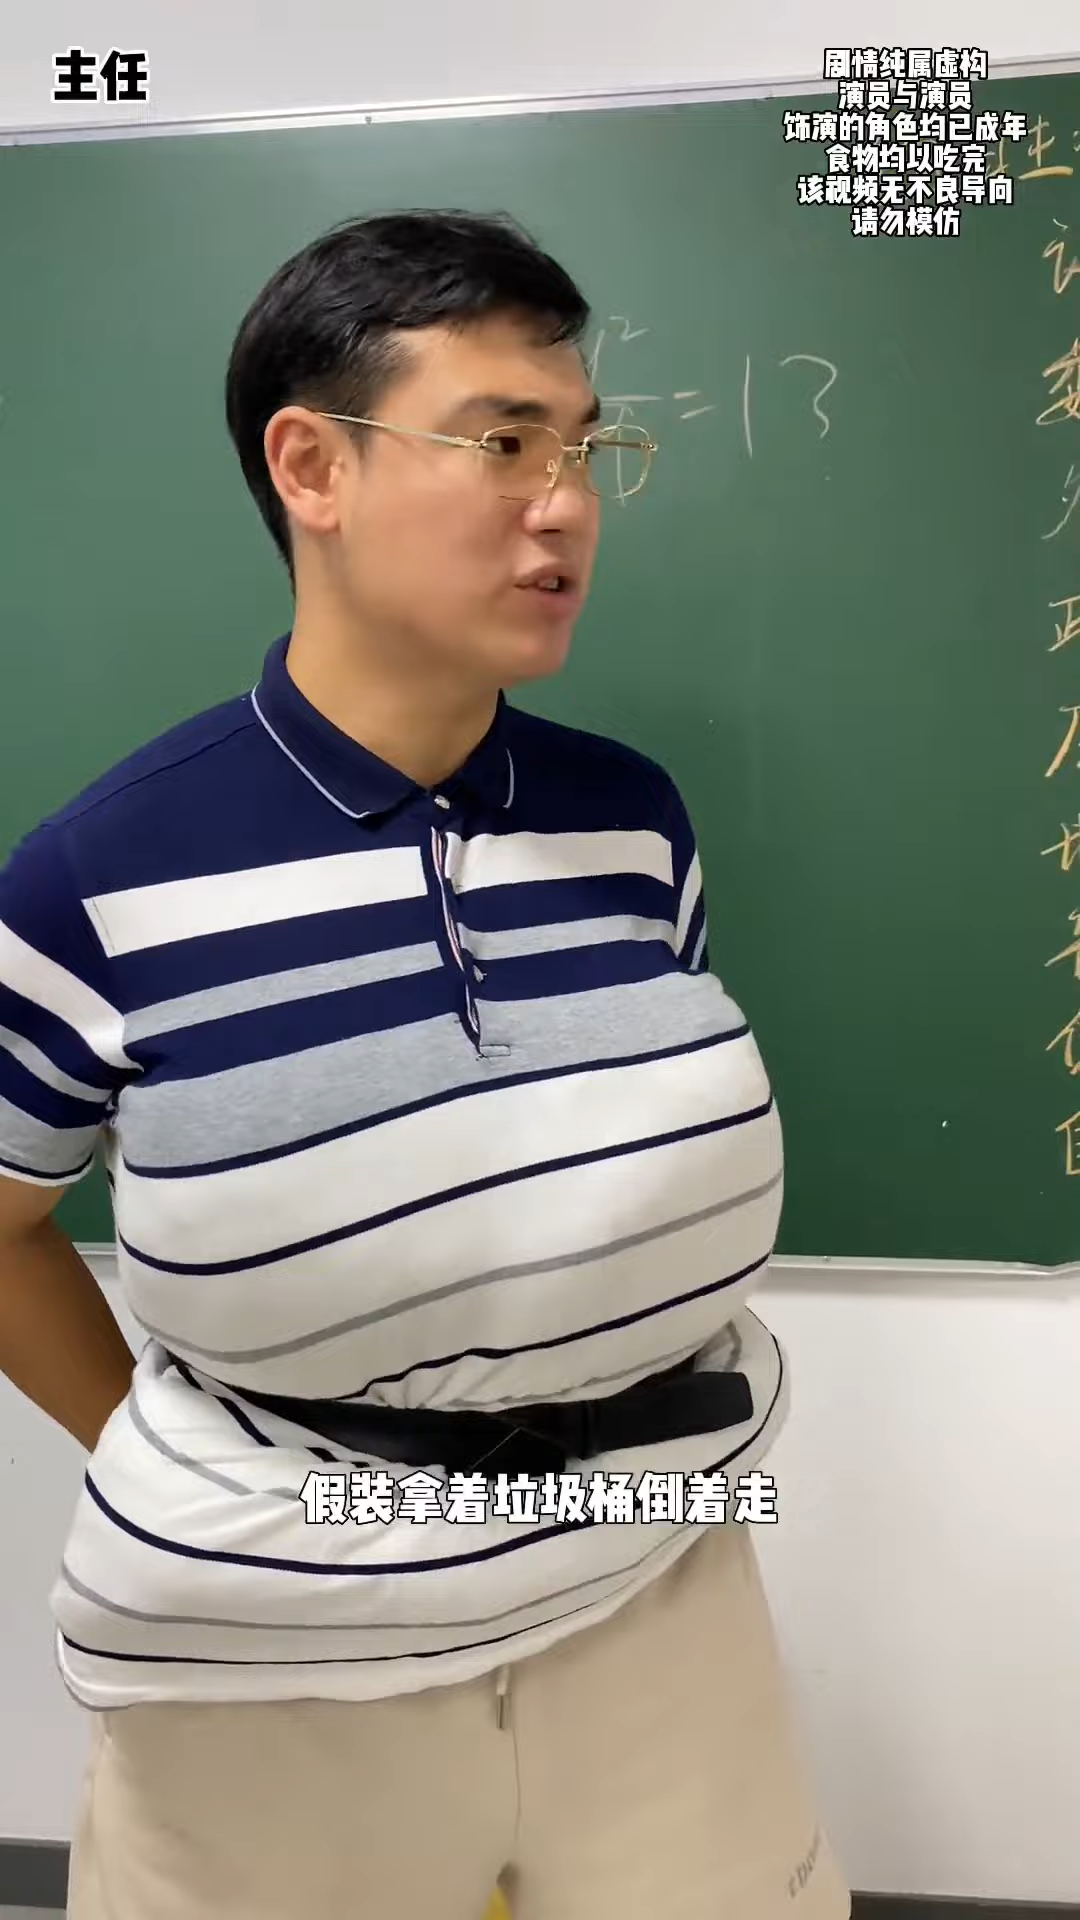 主任
剧情纯属虚构
演员与演员
饰演的角色均已成年
食物均以吃完
该视频无不良导向
请勿模仿
=13
假装拿着垃圾桶倒着走